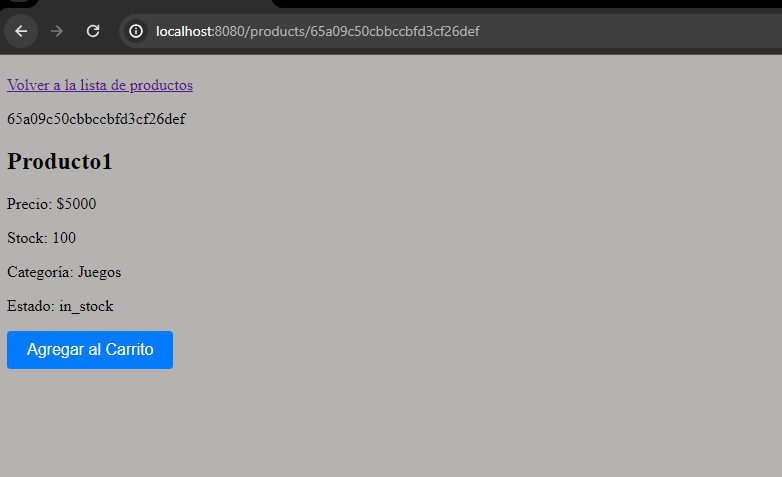 localhost:8080/products/65a09c50cbbccbfd3cf26def
Volver a la lista de productos
65a09c50cbbccbfd3cf26def
Producto1
Precio: $5000
Stock: 100
Categoría: Juegos
Estado: in_stock
Agregar al Carrito